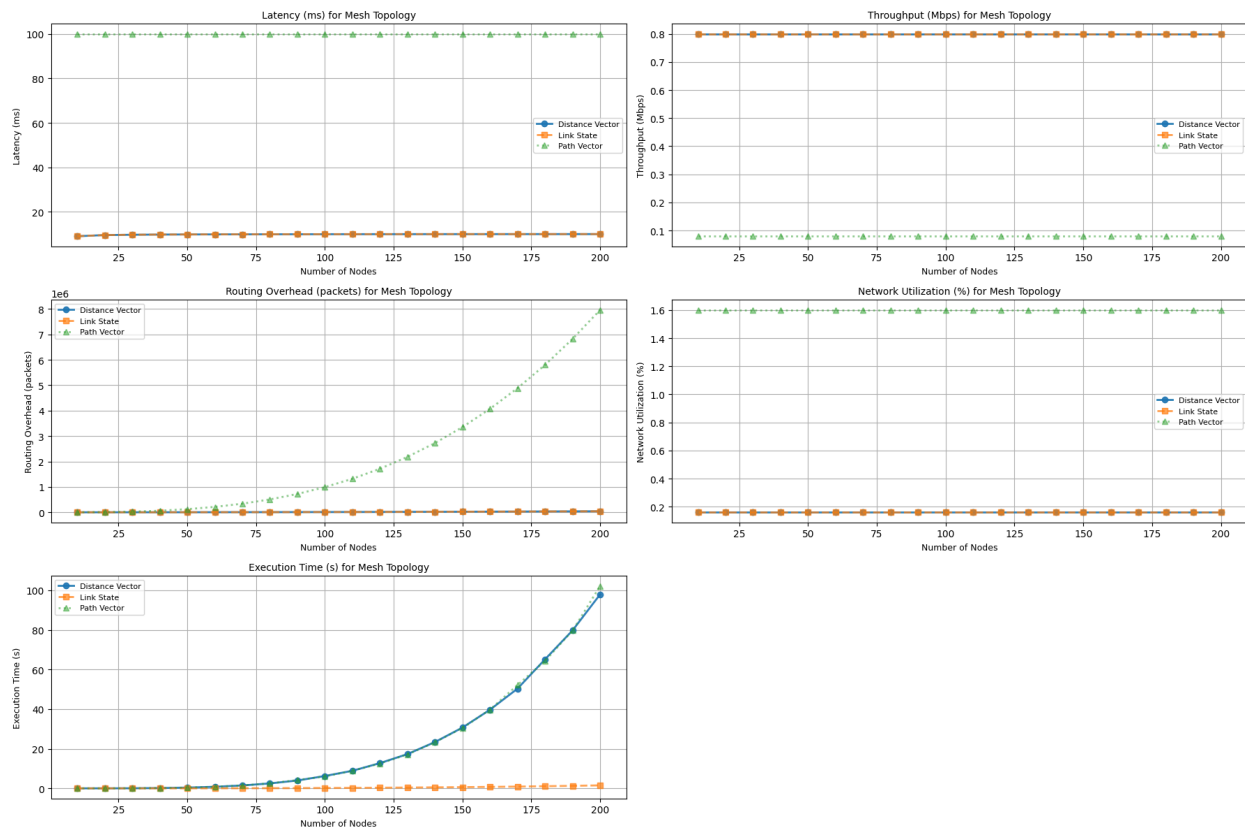 Latency (ms) for Mesh Topology
100
80
60
40
20
Latency (ms)
Distance Vector
Link State
Path Vector
25 50 75 100 125 150 175 200
Number of Nodes
Throughput (Mbps) for Mesh Topology
0.8
0.7
0.6
0.5
0.4
0.3
0.2
0.1
Throughput (Mbps)
Distance Vector
Link State
Path Vector
25 50 75 100 125 150 175 200
Number of Nodes
Routing Overhead (packets) for Mesh Topology
1e6
8
7
6
5
4
3
2
1
0
Routing Overhead (packets)
Distance Vector
Link State
Path Vector
25 50 75 100 125 150 175 200
Number of Nodes
Network Utilization (%) for Mesh Topology
1.6
1.4
1.2
1.0
0.8
0.6
0.4
0.2
Network Utilization (%)
Distance Vector
Link State
Path Vector
25 50 75 100 125 150 175 200
Number of Nodes
Execution Time (s) for Mesh Topology
100
80
60
40
20
0
Execution Time (s)
Distance Vector
Link State
Path Vector
25 50 75 100 125 150 175 200
Number of Nodes